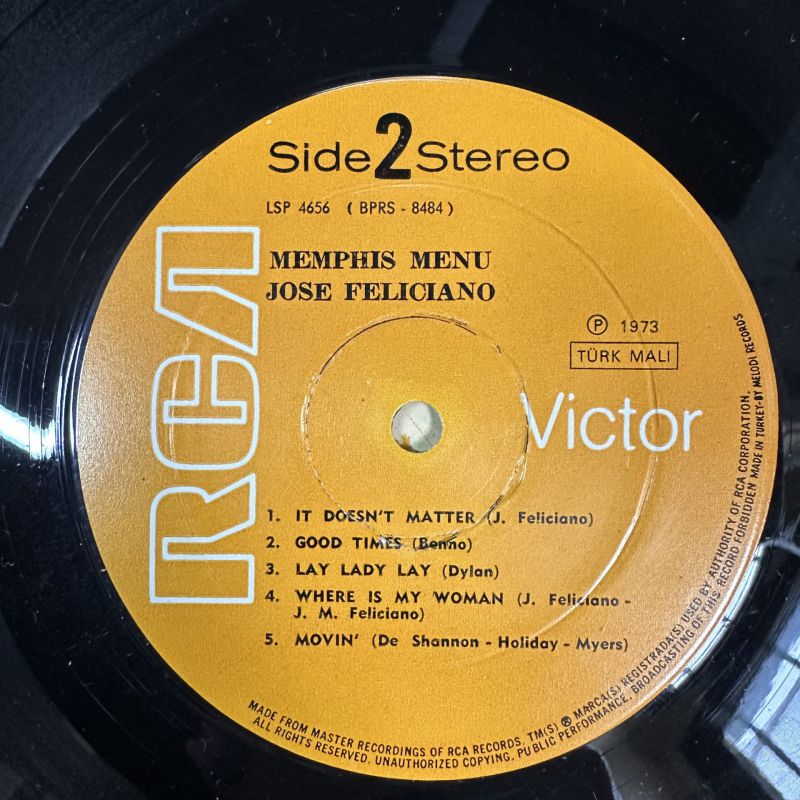 Side 2 Stereo
LSP 4656 ( BPRS - 8484 )
MEMPHIS MENU
JOSE FELICIANO
℗ 1973
TÜRK MALI
RCA
Victor
1. IT DOESN'T MATTER (J. Feliciano)
2. GOOD TIMES (Benno)
3. LAY LADY LAY (Dylan)
4. WHERE IS MY WOMAN (J. Feliciano -
J. M. Feliciano)
5. MOVIN' (De Shannon - Holiday - Myers)
MADE FROM MASTER RECORDINGS OF RCA RECORDS, TM(S) ® MARCA(S) REGISTRADA(S) USED BY AUTHORITY OF RCA CORPORATION.
ALL RIGHTS RESERVED. UNAUTHORIZED COPYING, PUBLIC PERFORMANCE, BROADCASTING OF THIS RECORD FORBIDDEN MADE IN TURKEY-BY MELODI RECORDS